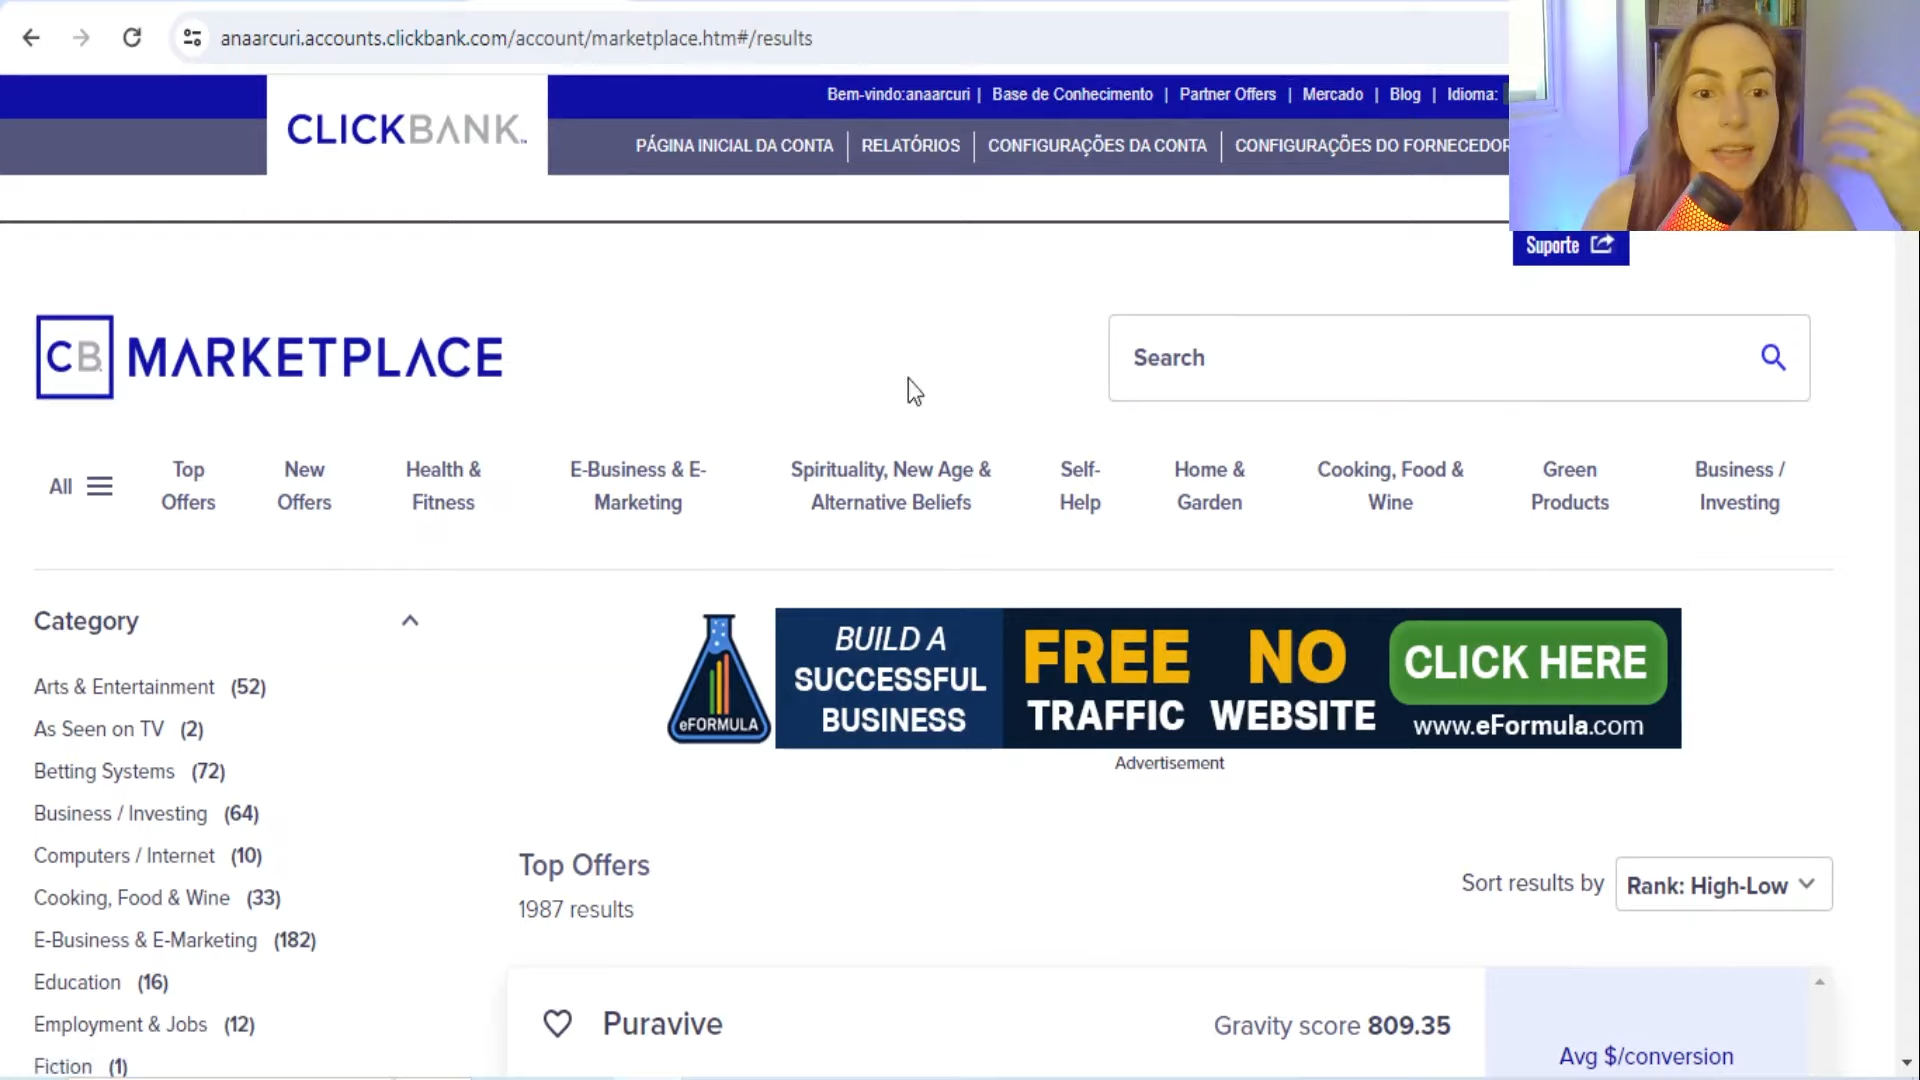 anaarcuri.accounts.clickbank.com/account/marketplace.htm#/results
Bem-vindo:anaarcuri | Base de Conhecimento | Partner Offers | Mercado | Blog | Idioma:
CLICKBANK
PÁGINA INICIAL DA CONTA | RELATÓRIOS | CONFIGURAÇÕES DA CONTA | CONFIGURAÇÕES DO FORNECEDOR
Suporte
CB MARKETPLACE
Search
All
Top
Offers
New
Offers
Health &
Fitness
E-Business & E-
Marketing
Spirituality, New Age &
Alternative Beliefs
Self-
Help
Home &
Garden
Cooking, Food &
Wine
Green
Products
Business /
Investing
Category
Arts & Entertainment (52)
As Seen on TV (2)
Betting Systems (72)
Business / Investing (64)
Computers / Internet (10)
Cooking, Food & Wine (33)
E-Business & E-Marketing (182)
Education (16)
Employment & Jobs (12)
Fiction (1)
eFORMULA
BUILD A
SUCCESSFUL
BUSINESS
FREE
TRAFFIC
NO
WEBSITE
CLICK HERE
www.eFormula.com
Advertisement
Top Offers
1987 results
Sort results by
Rank: High-Low
Puravive
Gravity score 809.35
Avg $/conversion